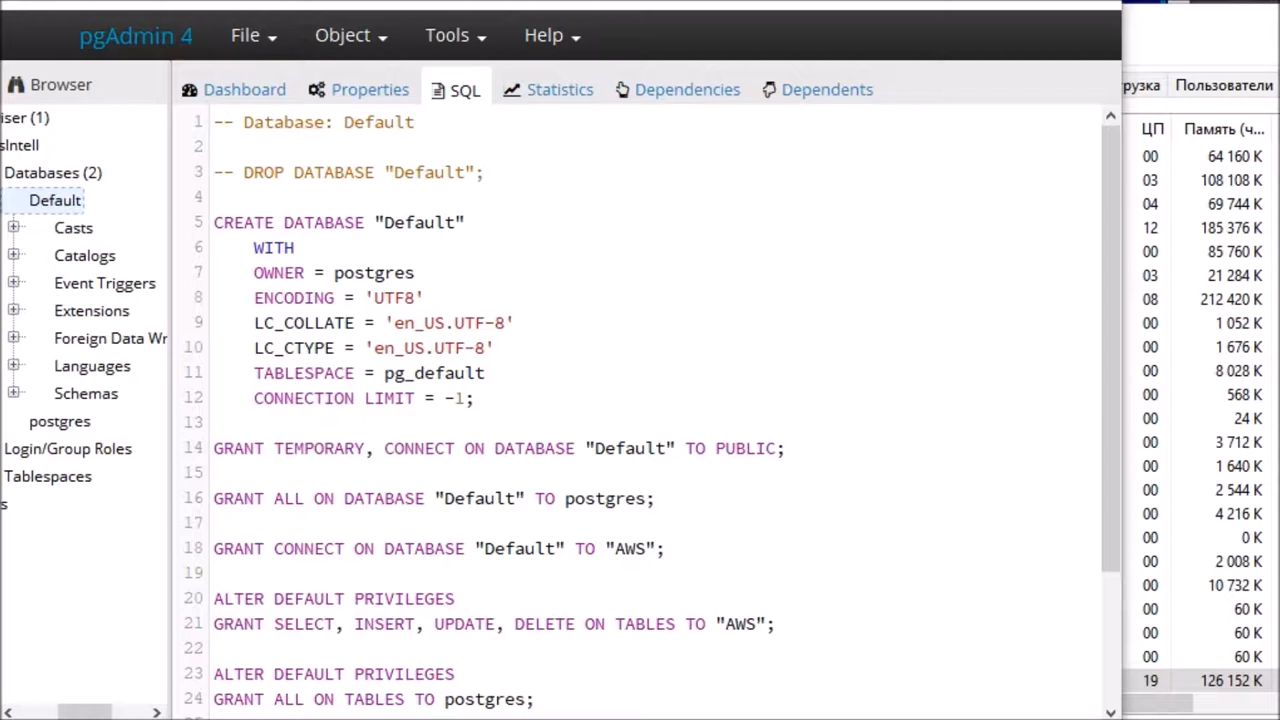 pgAdmin 4 File Object Tools Help
Browser
Dashboard Properties SQL Statistics Dependencies Dependents
iser (1)
sIntell
Databases (2)
Default
Casts
Catalogs
Event Triggers
Extensions
Foreign Data Wr
Languages
Schemas
postgres
Login/Group Roles
Tablespaces
s
1 -- Database: Default
2
3 -- DROP DATABASE "Default";
4
5 CREATE DATABASE "Default"
6 WITH
7 OWNER = postgres
8 ENCODING = 'UTF8'
9 LC_COLLATE = 'en_US.UTF-8'
10 LC_CTYPE = 'en_US.UTF-8'
11 TABLESPACE = pg_default
12 CONNECTION LIMIT = -1;
13
14 GRANT TEMPORARY, CONNECT ON DATABASE "Default" TO PUBLIC;
15
16 GRANT ALL ON DATABASE "Default" TO postgres;
17
18 GRANT CONNECT ON DATABASE "Default" TO "AWS";
19
20 ALTER DEFAULT PRIVILEGES
21 GRANT SELECT, INSERT, UPDATE, DELETE ON TABLES TO "AWS";
22
23 ALTER DEFAULT PRIVILEGES
24 GRANT ALL ON TABLES TO postgres;
рузка Пользователи
ЦП Память (ч...
00 64 160 K
03 108 108 K
04 69 744 K
12 185 376 K
00 85 760 K
03 21 284 K
08 212 420 K
00 1 052 K
00 1 676 K
00 8 028 K
00 568 K
00 24 K
00 3 712 K
00 1 640 K
00 2 544 K
00 4 216 K
00 0 K
00 2 008 K
00 10 732 K
00 60 K
00 60 K
00 60 K
19 126 152 K